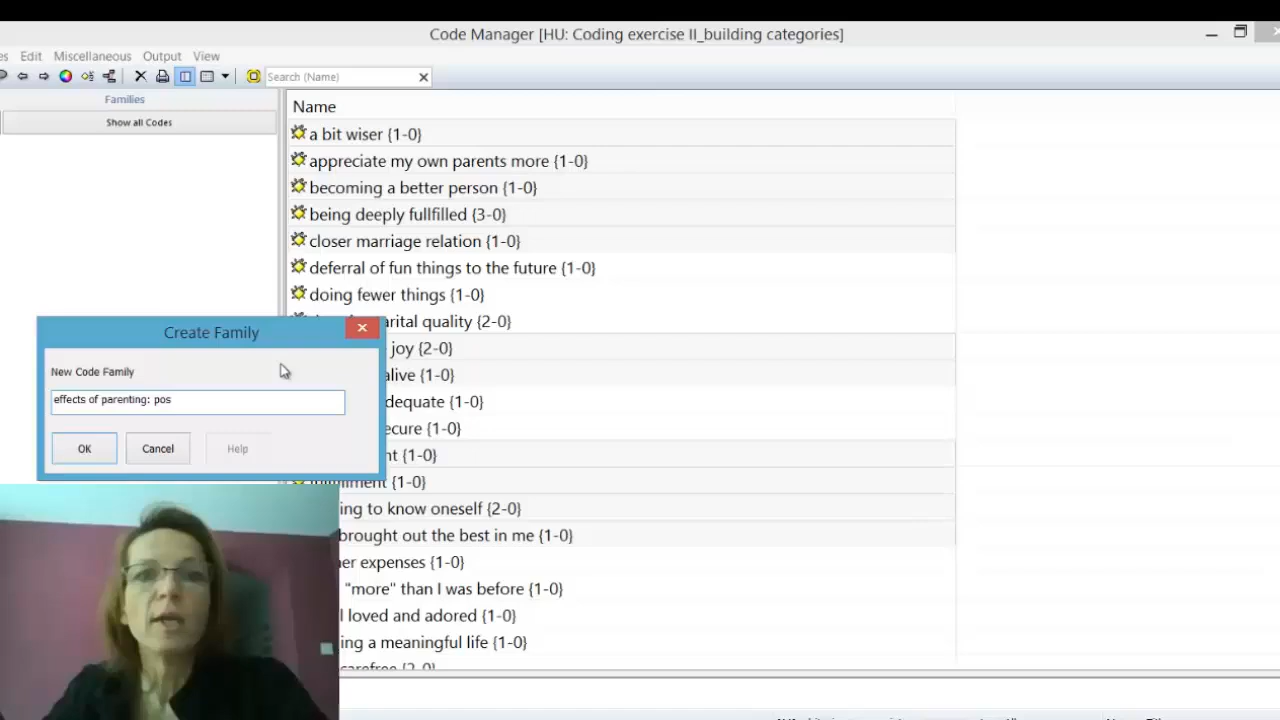 Code Manager [HU: Coding exercise II_building categories]
es Edit Miscellaneous Output View
Search (Name)
Families
Show all Codes
Name
a bit wiser {1-0}
appreciate my own parents more {1-0}
becoming a better person {1-0}
being deeply fullfilled {3-0}
closer marriage relation {1-0}
deferral of fun things to the future {1-0}
doing fewer things {1-0}
arital quality {2-0}
joy {2-0}
alive {1-0}
dequate {1-0}
ecure {1-0}
nt {1-0}
fulfillment {1-0}
ing to know oneself {2-0}
brought out the best in me {1-0}
er expenses {1-0}
"more" than I was before {1-0}
l loved and adored {1-0}
ing a meaningful life {1-0}
carefree {2-0}
Create Family
New Code Family
effects of parenting: pos
OK Cancel Help